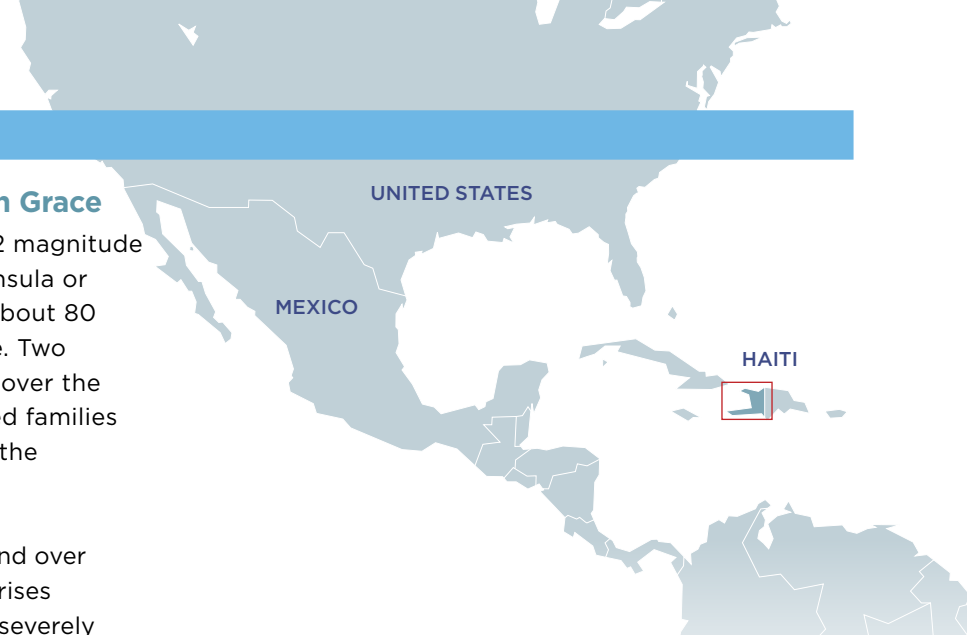 n Grace
2 magnitude
nsula or
bout 80
e. Two
over the
ed families
the
nd over
rises
severely
UNITED STATES
MEXICO
HAITI